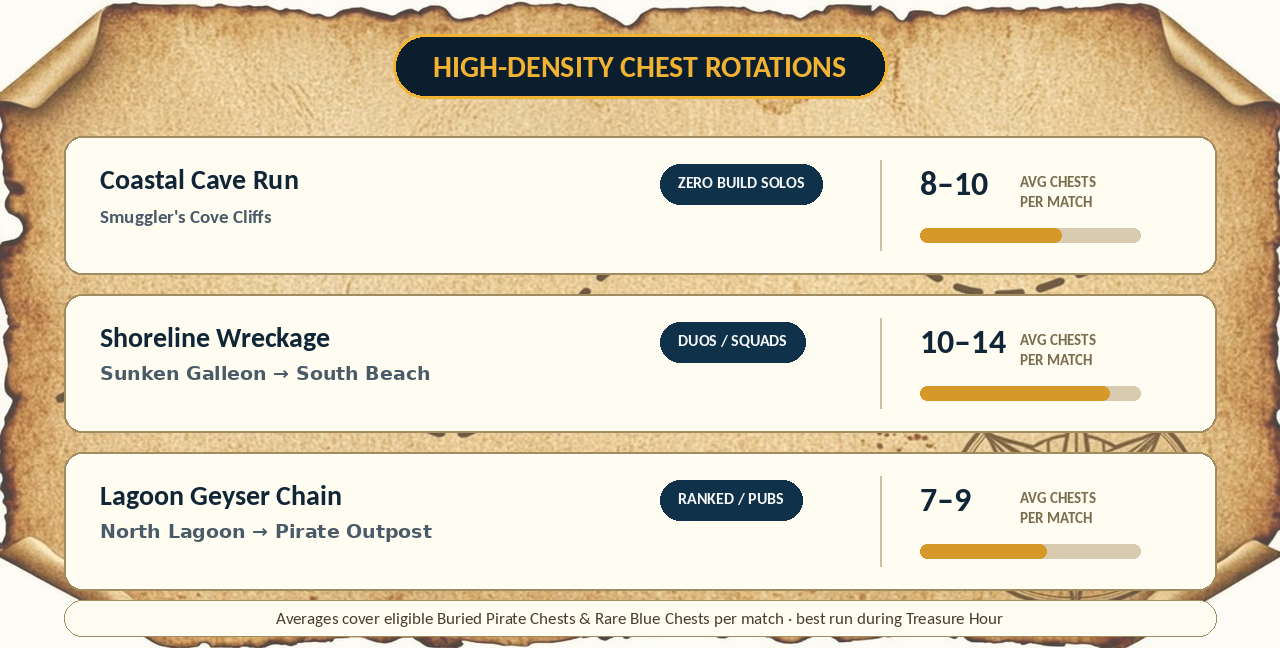 HIGH-DENSITY CHEST ROTATIONS
Coastal Cave Run
Smuggler's Cove Cliffs
ZERO BUILD SOLOS
8–10
AVG CHESTS
PER MATCH
Shoreline Wreckage
Sunken Galleon → South Beach
DUOS / SQUADS
10–14
AVG CHESTS
PER MATCH
Lagoon Geyser Chain
North Lagoon → Pirate Outpost
RANKED / PUBS
7–9
AVG CHESTS
PER MATCH
Averages cover eligible Buried Pirate Chests & Rare Blue Chests per match · best run during Treasure Hour